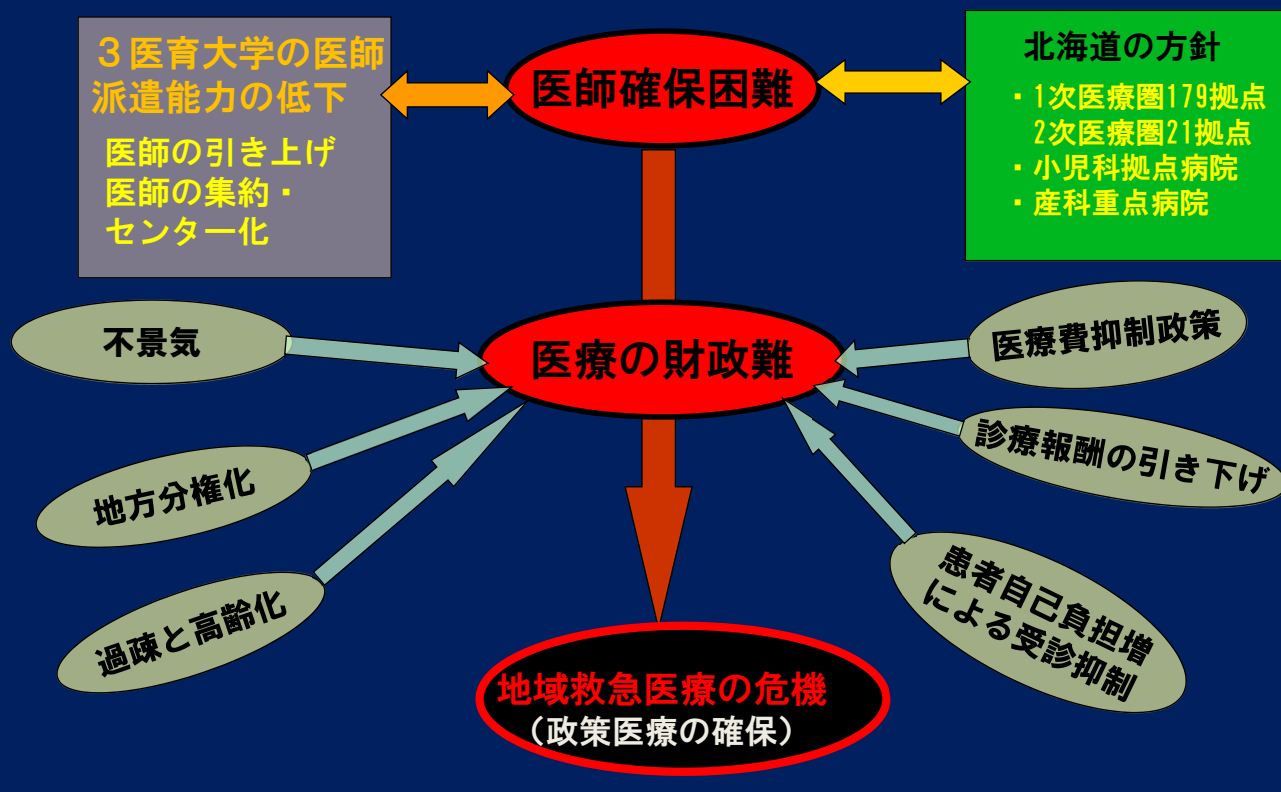 ３医育大学の医師
派遣能力の低下
医師の引き上げ
医師の集約・
センター化
医師確保困難
北海道の方針
・1次医療圏179拠点
2次医療圏21拠点
・小児科拠点病院
・産科重点病院
不景気
医療の財政難
医療費抑制政策
地方分権化
診療報酬の引き下げ
過疎と高齢化
患者自己負担増
による受診抑制
地域救急医療の危機
（政策医療の確保）